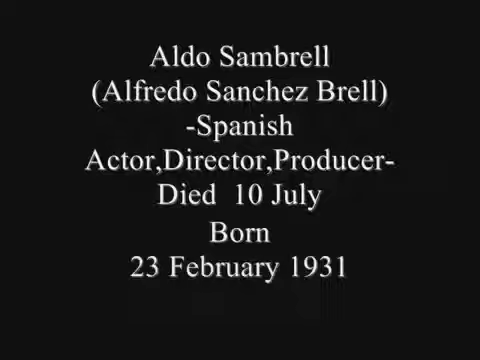 Aldo Sambrell
(Alfredo Sanchez Brell)
-Spanish
Actor,Director,Producer-
Died 10 July
Born
23 February 1931